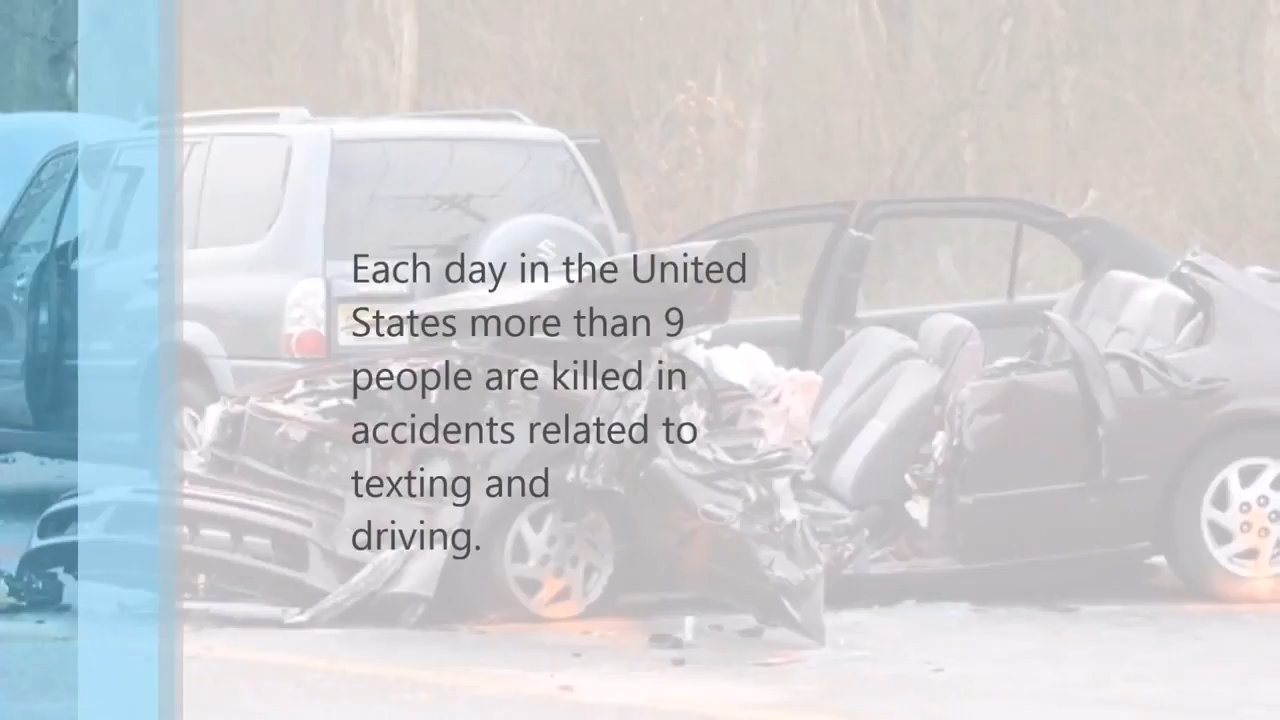 Each day in the United
States more than 9
people are killed in
accidents related to
texting and
driving.